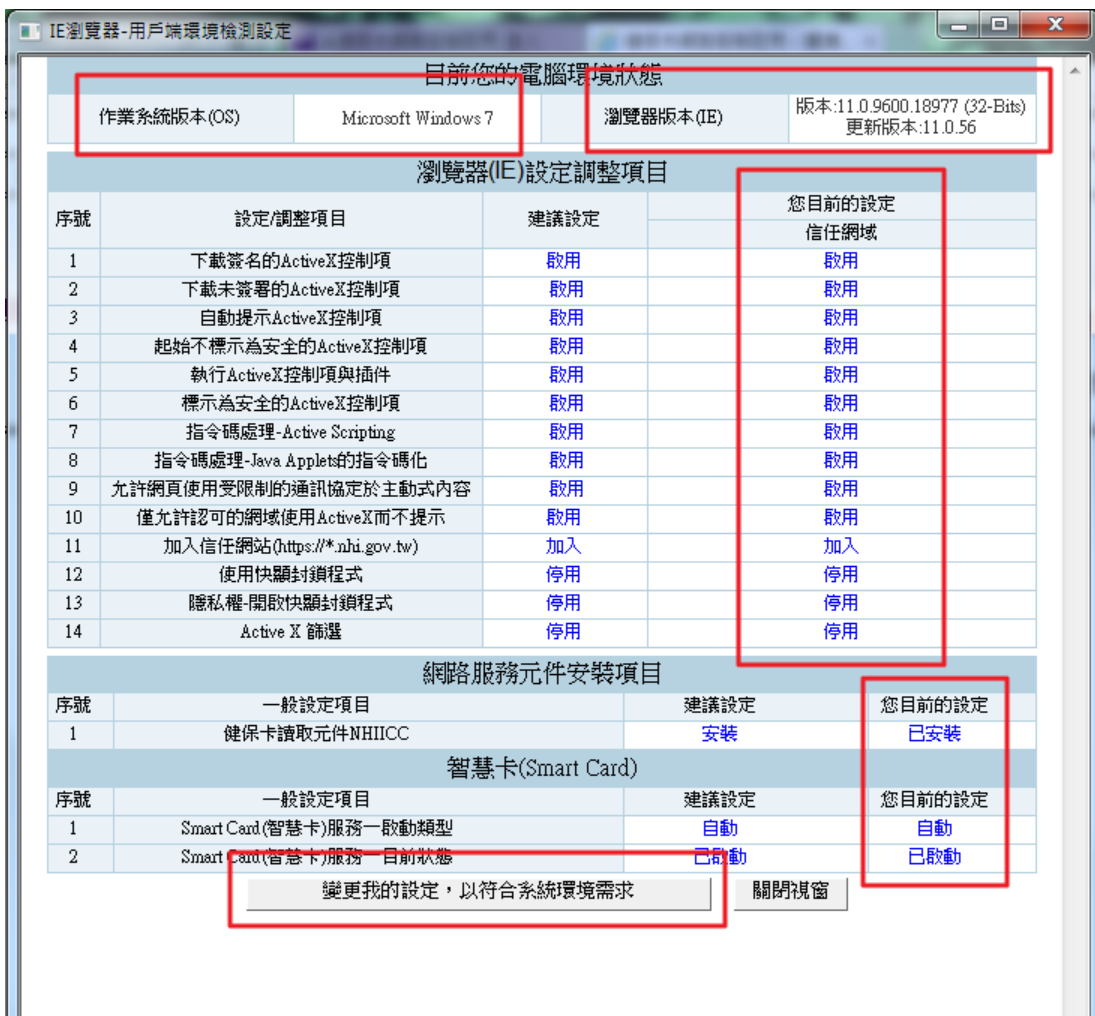 IE瀏覽器-用戶端環境檢測設定
目前您的電腦環境狀態
作業系統版本(OS) Microsoft Windows 7 瀏覽器版本(IE) 版本:11.0.9600.18977 (32-Bits)
更新版本:11.0.56
瀏覽器(IE)設定調整項目
序號 設定/調整項目 建議設定 您目前的設定
信任網域
1 下載簽名的ActiveX控制項 啟用 啟用
2 下載未簽署的ActiveX控制項 啟用 啟用
3 自動提示ActiveX控制項 啟用 啟用
4 起始不標示為安全的ActiveX控制項 啟用 啟用
5 執行ActiveX控制項與插件 啟用 啟用
6 標示為安全的ActiveX控制項 啟用 啟用
7 指令碼處理-Active Scripting 啟用 啟用
8 指令碼處理-Java Applets的指令碼化 啟用 啟用
9 允許網頁使用受限制的通訊協定於主動式內容 啟用 啟用
10 僅允許認可的網域使用ActiveX而不提示 啟用 啟用
11 加入信任網站(https://*.nhi.gov.tw) 加入 加入
12 使用快顯封鎖程式 停用 停用
13 隱私權-開啟快顯封鎖程式 停用 停用
14 Active X 篩選 停用 停用
網路服務元件安裝項目
序號 一般設定項目 建議設定 您目前的設定
1 健保卡讀取元件NHIICC 安裝 已安裝
智慧卡(Smart Card)
序號 一般設定項目 建議設定 您目前的設定
1 Smart Card(智慧卡)服務—啟動類型 自動 自動
2 Smart Card(智慧卡)服務—目前狀態 已啟動 已啟動
變更我的設定，以符合系統環境需求 關閉視窗